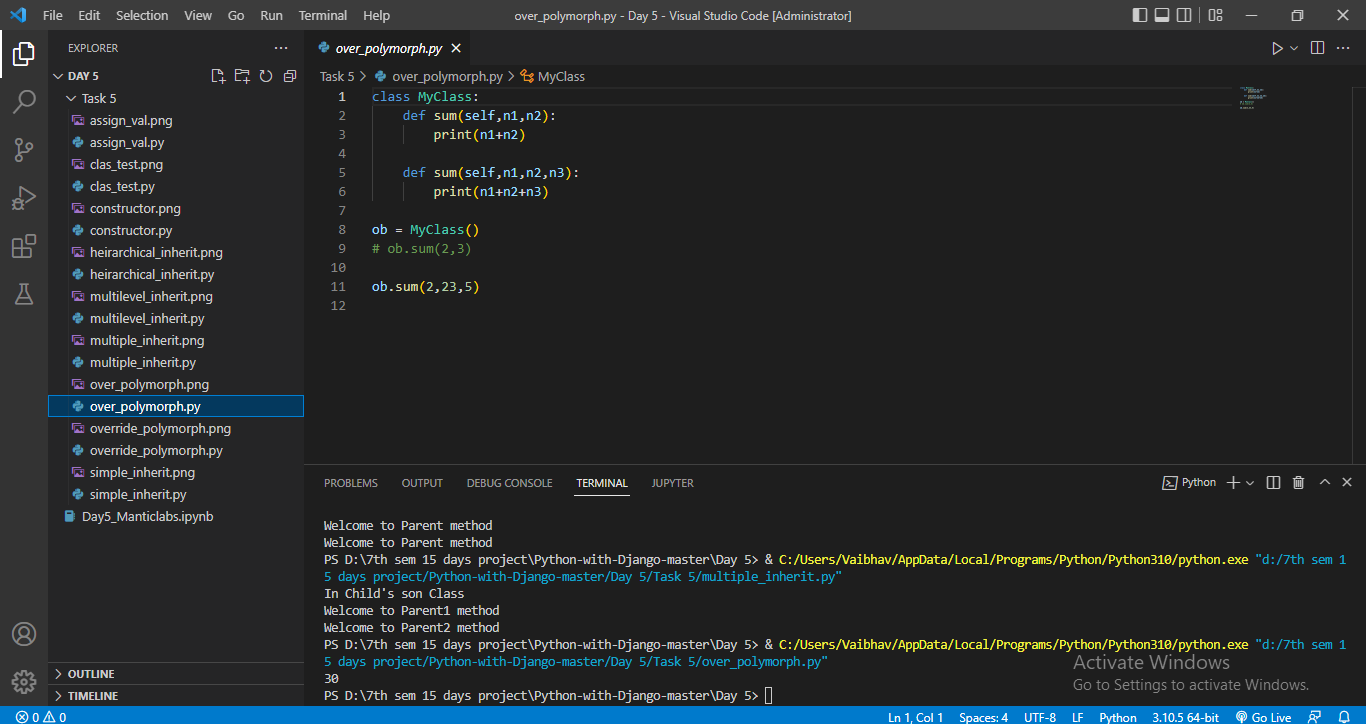 File Edit Selection View Go Run Terminal Help over_polymorph.py - Day 5 - Visual Studio Code [Administrator]
EXPLORER
DAY 5
Task 5
assign_val.png
assign_val.py
clas_test.png
clas_test.py
constructor.png
constructor.py
heirarchical_inherit.png
heirarchical_inherit.py
multilevel_inherit.png
multilevel_inherit.py
multiple_inherit.png
multiple_inherit.py
over_polymorph.png
over_polymorph.py
override_polymorph.png
override_polymorph.py
simple_inherit.png
simple_inherit.py
Day5_Manticlabs.ipynb
OUTLINE
TIMELINE
over_polymorph.py
Task 5 > over_polymorph.py > MyClass
1 class MyClass:
2     def sum(self,n1,n2):
3         print(n1+n2)
4
5     def sum(self,n1,n2,n3):
6         print(n1+n2+n3)
7
8 ob = MyClass()
9 # ob.sum(2,3)
10
11 ob.sum(2,23,5)
12
PROBLEMS OUTPUT DEBUG CONSOLE TERMINAL JUPYTER Python
Welcome to Parent method
Welcome to Parent method
PS D:\7th sem 15 days project\Python-with-Django-master\Day 5> & C:/Users/Vaibhav/AppData/Local/Programs/Python/Python310/python.exe "d:/7th sem 1
5 days project/Python-with-Django-master/Day 5/Task 5/multiple_inherit.py"
In Child's son Class
Welcome to Parent1 method
Welcome to Parent2 method
PS D:\7th sem 15 days project\Python-with-Django-master\Day 5> & C:/Users/Vaibhav/AppData/Local/Programs/Python/Python310/python.exe "d:/7th sem 1
5 days project/Python-with-Django-master/Day 5/Task 5/over_polymorph.py"
30
PS D:\7th sem 15 days project\Python-with-Django-master\Day 5>
Activate Windows
Go to Settings to activate Windows.
0 0 Ln 1, Col 1 Spaces: 4 UTF-8 LF Python 3.10.5 64-bit Go Live